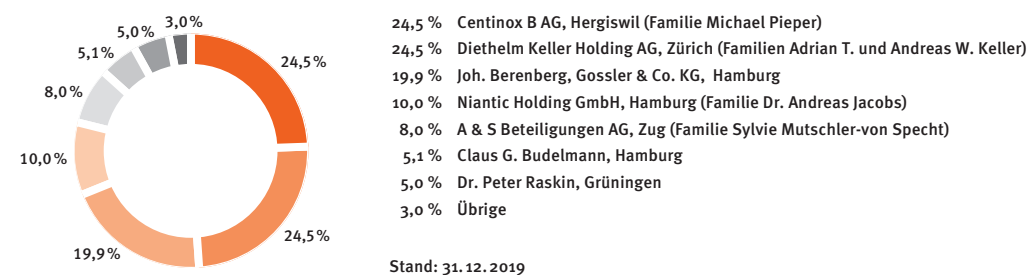 3,0 %
5,0 %
5,1 %
8,0 %
10,0 %
19,9 %
24,5 %
24,5 %
24,5 % Centinox B AG, Hergiswil (Familie Michael Pieper)
24,5 % Diethelm Keller Holding AG, Zürich (Familien Adrian T. und Andreas W. Keller)
19,9 % Joh. Berenberg, Gossler & Co. KG, Hamburg
10,0 % Niantic Holding GmbH, Hamburg (Familie Dr. Andreas Jacobs)
8,0 % A & S Beteiligungen AG, Zug (Familie Sylvie Mutschler-von Specht)
5,1 % Claus G. Budelmann, Hamburg
5,0 % Dr. Peter Raskin, Grüningen
3,0 % Übrige
Stand: 31.12.2019